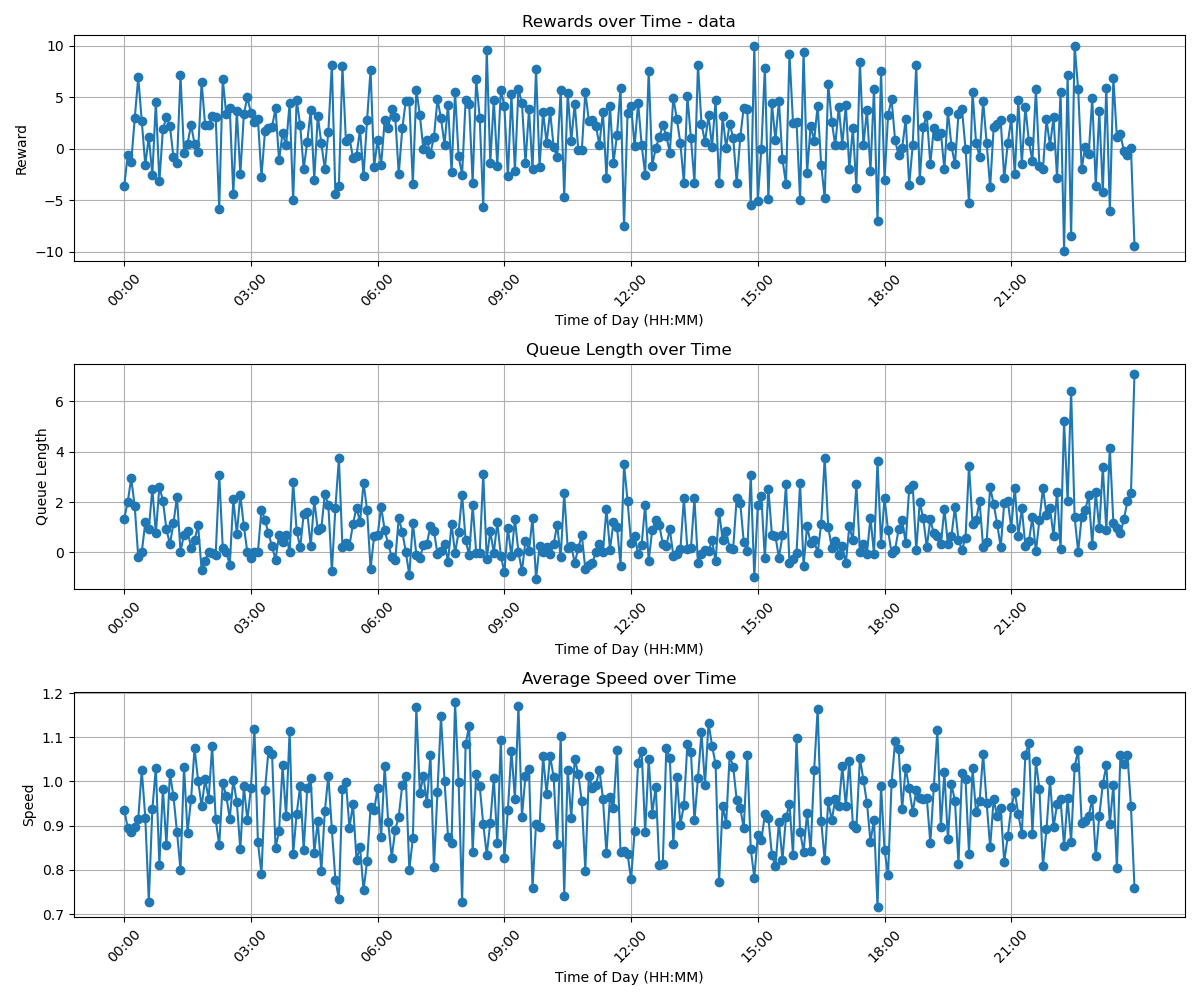 Rewards over Time - data
10
5
0
−5
−10
Reward
00:00 03:00 06:00 09:00 12:00 15:00 18:00 21:00
Time of Day (HH:MM)
Queue Length over Time
6
4
2
0
Queue Length
00:00 03:00 06:00 09:00 12:00 15:00 18:00 21:00
Time of Day (HH:MM)
Average Speed over Time
1.2
1.1
1.0
0.9
0.8
0.7
Speed
00:00 03:00 06:00 09:00 12:00 15:00 18:00 21:00
Time of Day (HH:MM)